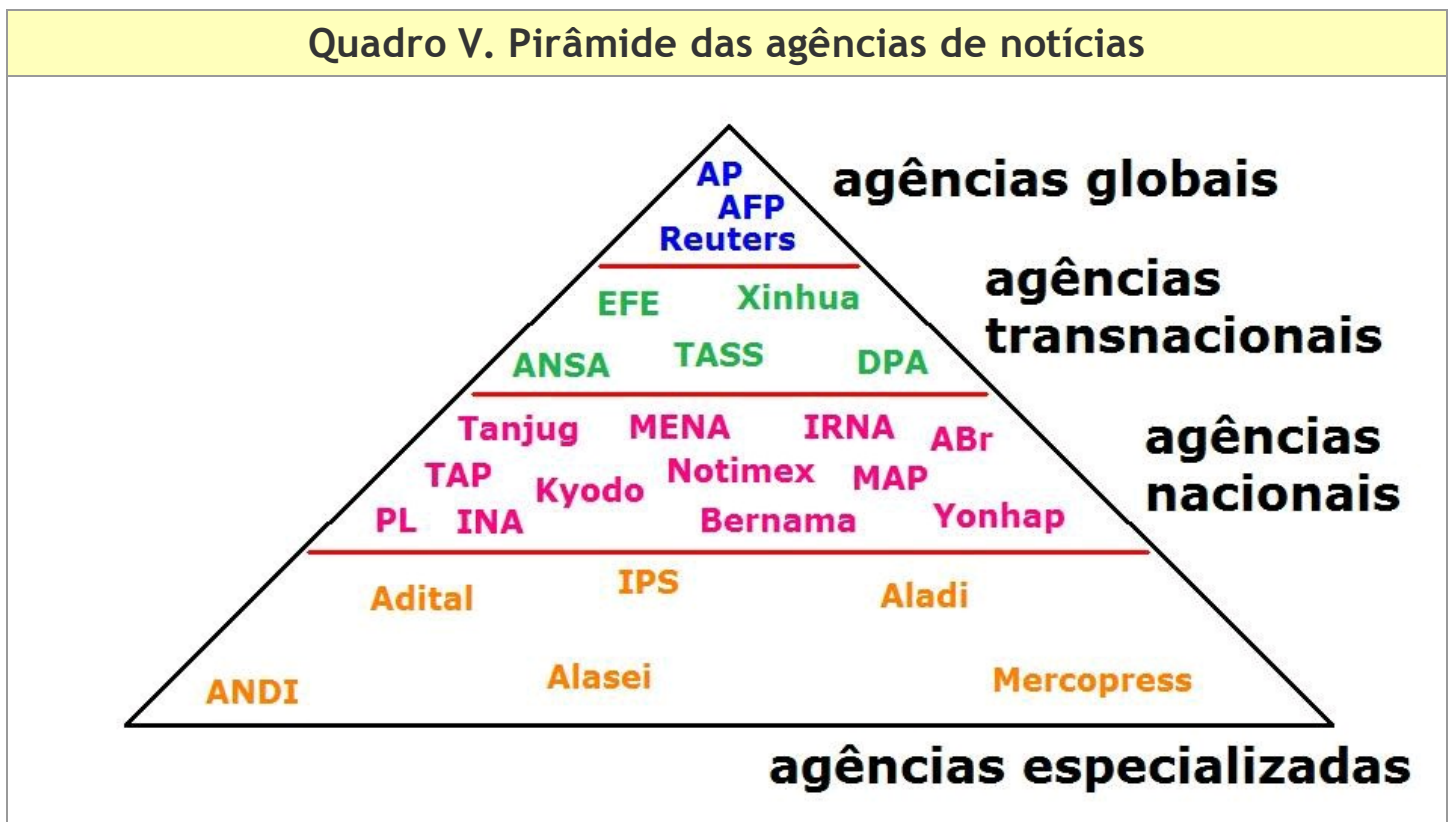 Quadro V. Pirâmide das agências de notícias
AP
AFP
Reuters
agências globais
EFE Xinhua
ANSA TASS DPA
agências
transnacionais
Tanjug MENA IRNA ABr
TAP Kyodo Notimex MAP
PL INA Bernama Yonhap
agências
nacionais
Adital IPS Aladi
ANDI Alasei Mercopress
agências especializadas